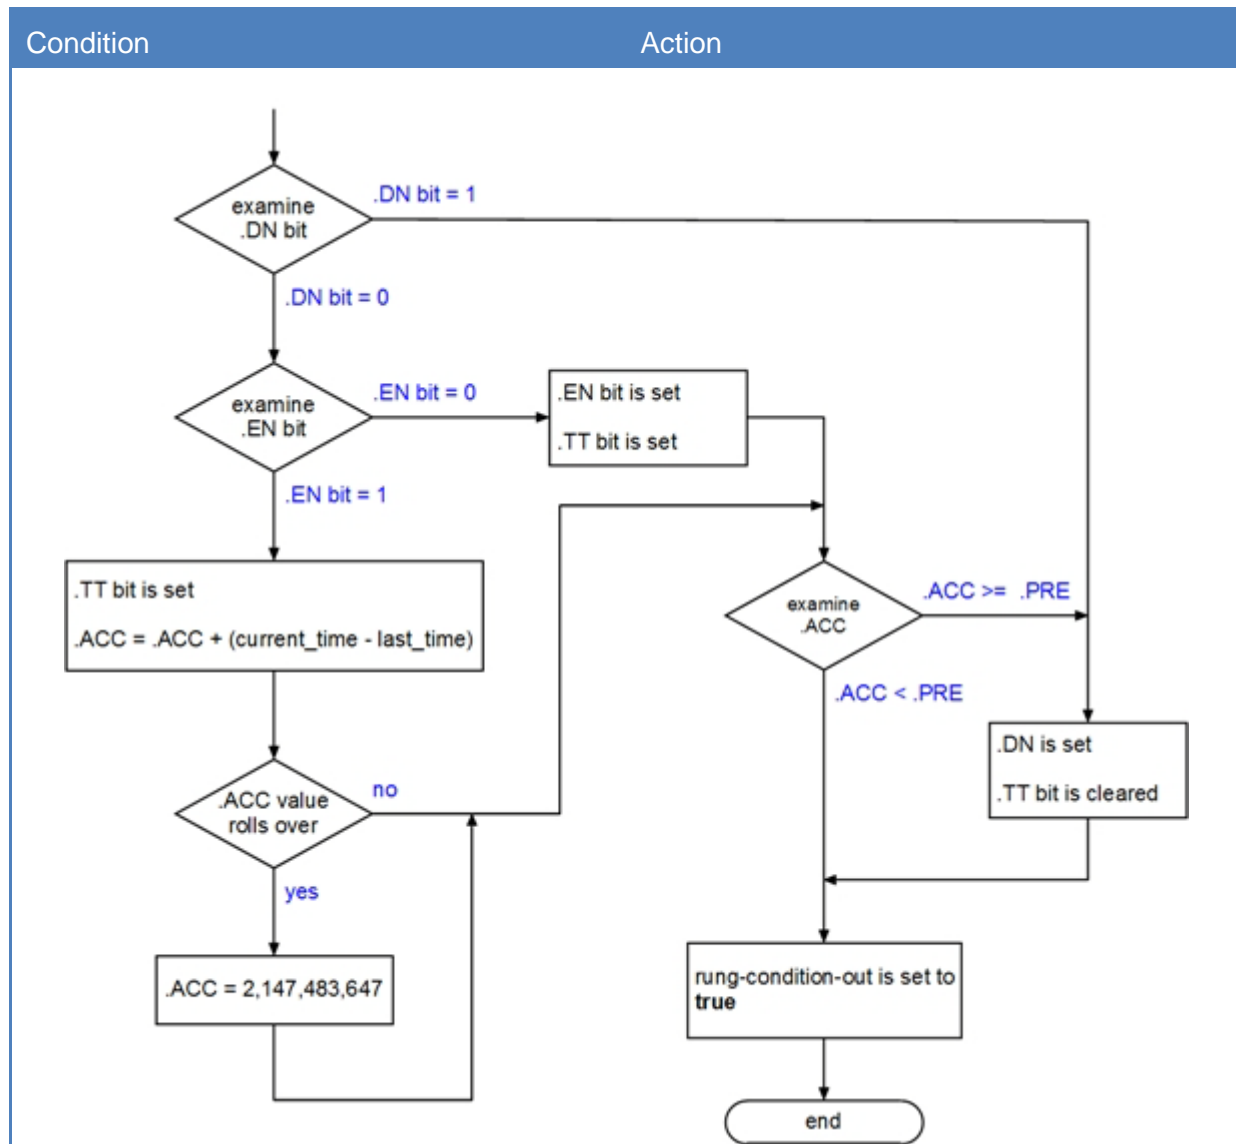 Condition
Action
examine
.DN bit
.DN bit = 1
.DN bit = 0
examine
.EN bit
.EN bit = 0
.EN bit is set
.TT bit is set
.EN bit = 1
.TT bit is set
.ACC = .ACC + (current_time - last_time)
examine
.ACC
.ACC >= .PRE
.ACC < .PRE
.DN is set
.TT bit is cleared
.ACC value
rolls over
no
yes
.ACC = 2,147,483,647
rung-condition-out is set to
true
end